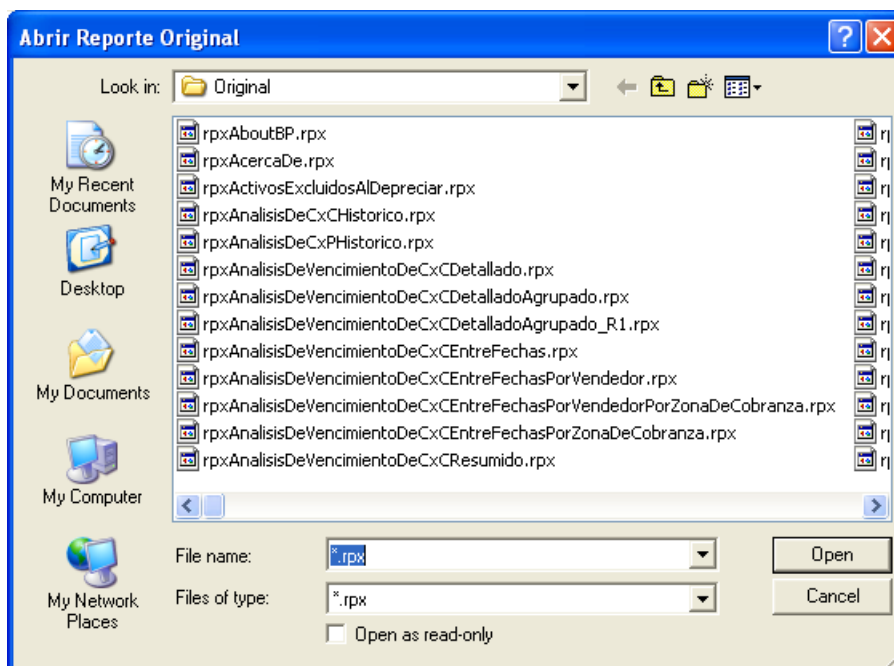 Abrir Reporte Original
Look in: Original
rpxAboutBP.rpx
rpxAcercaDe.rpx
rpxActivosExcluidosAlDepreciar.rpx
rpxAnalisisDeCxCHistorico.rpx
rpxAnalisisDeCxPHistorico.rpx
rpxAnalisisDeVencimientoDeCxCDetallado.rpx
rpxAnalisisDeVencimientoDeCxCDetalladoAgrupado.rpx
rpxAnalisisDeVencimientoDeCxCDetalladoAgrupado_R1.rpx
rpxAnalisisDeVencimientoDeCxCEntreFechas.rpx
rpxAnalisisDeVencimientoDeCxCEntreFechasPorVendedor.rpx
rpxAnalisisDeVencimientoDeCxCEntreFechasPorVendedorPorZonaDeCobranza.rpx
rpxAnalisisDeVencimientoDeCxCEntreFechasPorZonaDeCobranza.rpx
rpxAnalisisDeVencimientoDeCxCResumido.rpx
My Recent
Documents
Desktop
My Documents
My Computer
My Network
Places
File name: *.rpx Open
Files of type: *.rpx Cancel
Open as read-only